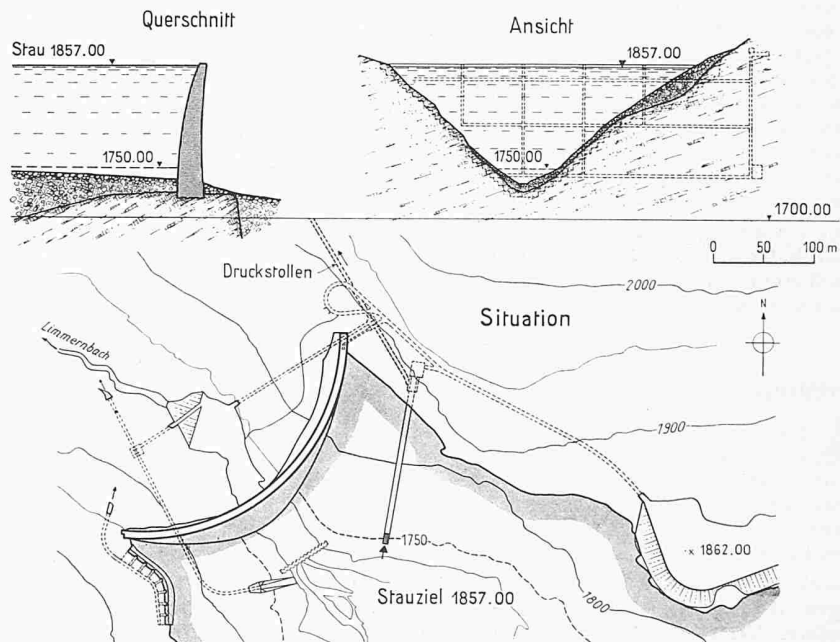 Querschnitt
Ansicht
Stau 1857.00
1857.00
1750.00
1750.00
1700.00
0 50 100 m
Druckstollen
2000
Situation
N
Limmernbach
1900
1750
x 1862.00
Stauziel 1857.00
1800